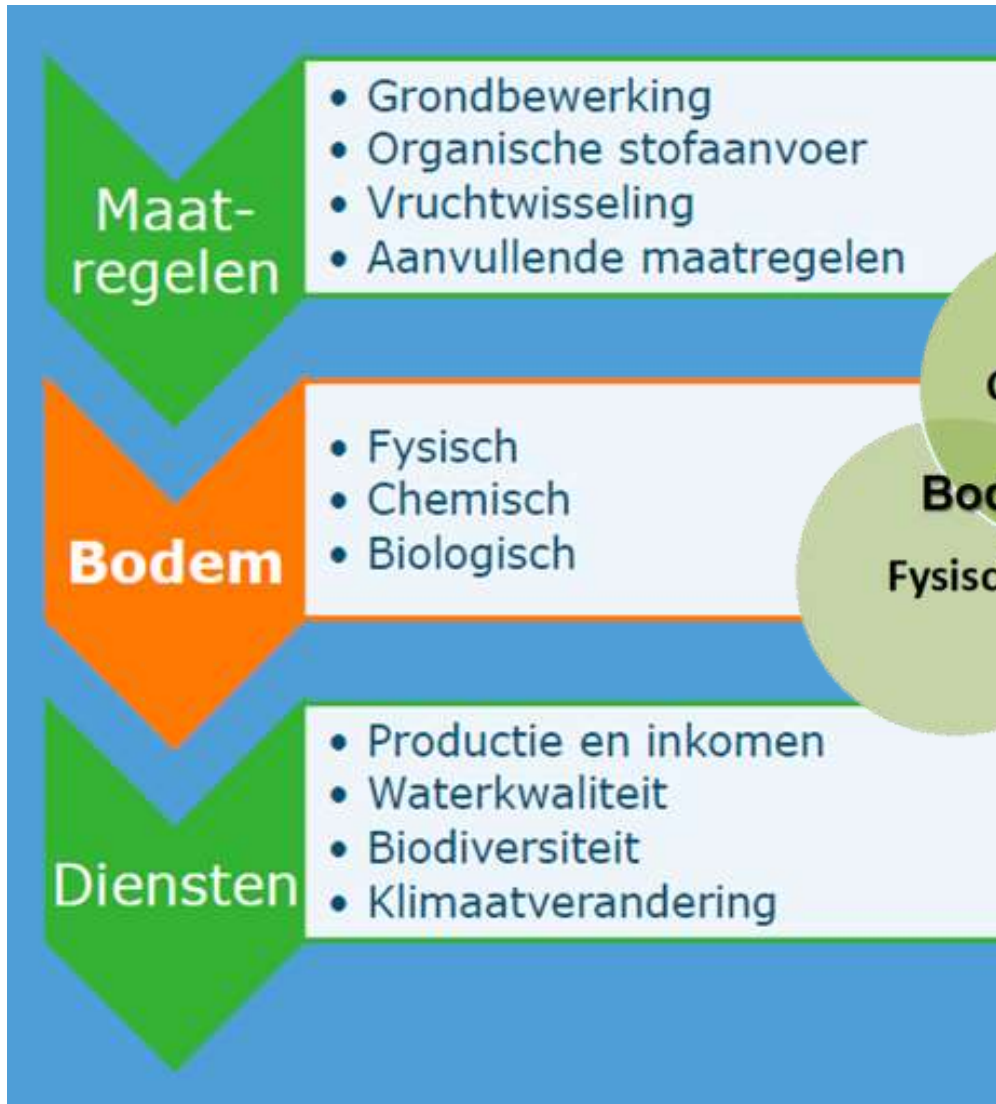 Maat-
regelen
• Grondbewerking
• Organische stofaanvoer
• Vruchtwisseling
• Aanvullende maatregelen
Bodem
• Fysisch
• Chemisch
• Biologisch
Diensten
• Productie en inkomen
• Waterkwaliteit
• Biodiversiteit
• Klimaatverandering